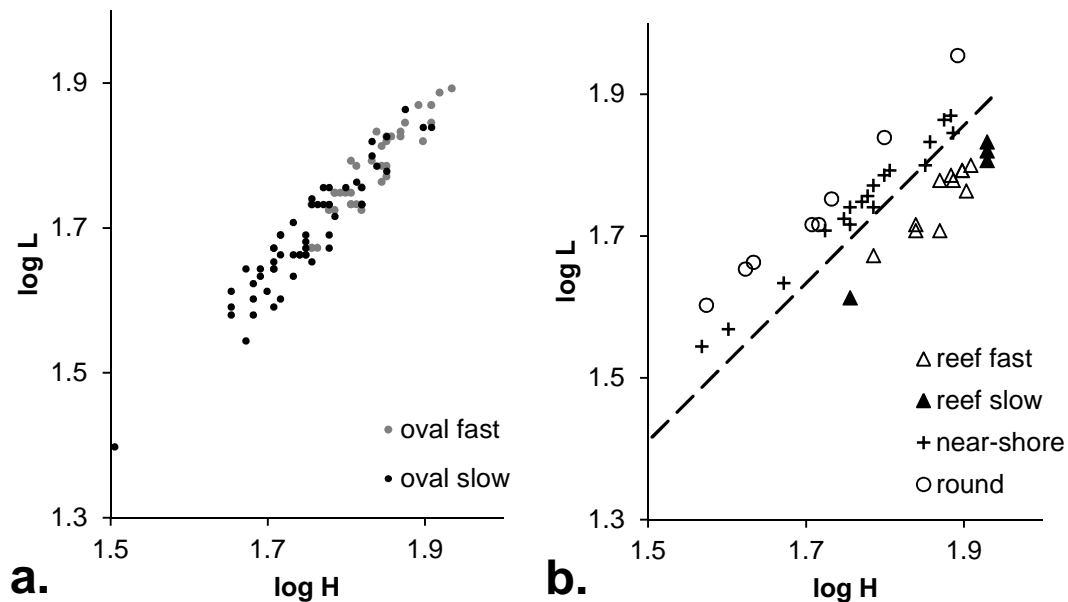 1.9
1.7
1.5
1.3
log L
oval fast
oval slow
1.5 1.7 1.9
log H
a.
1.9
1.7
1.5
1.3
log L
reef fast
reef slow
near-shore
round
1.5 1.7 1.9
log H
b.